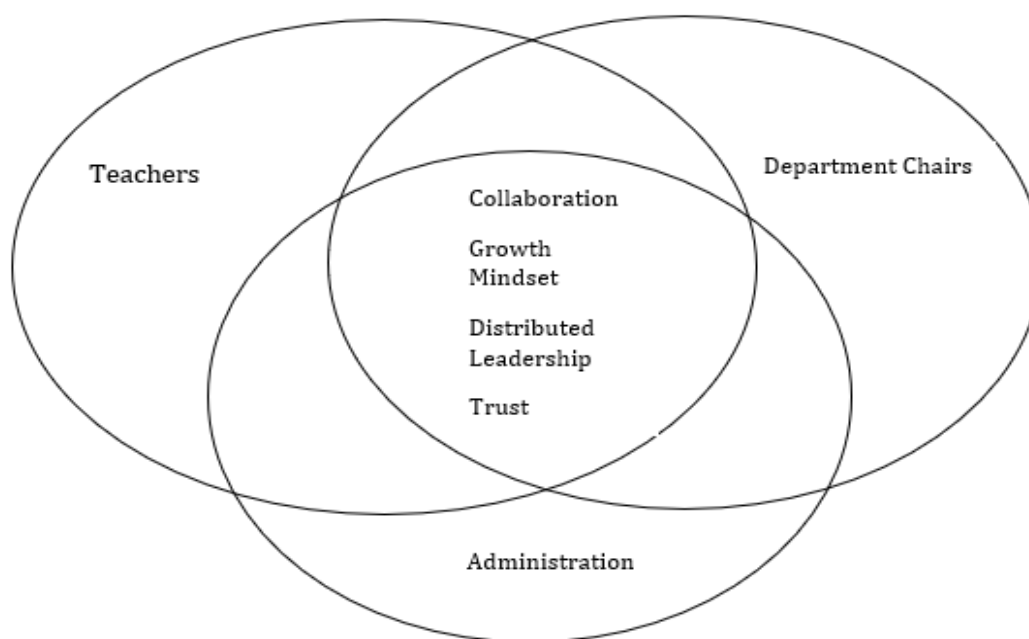 Teachers
Department Chairs
Collaboration
Growth
Mindset
Distributed
Leadership
Trust
Administration